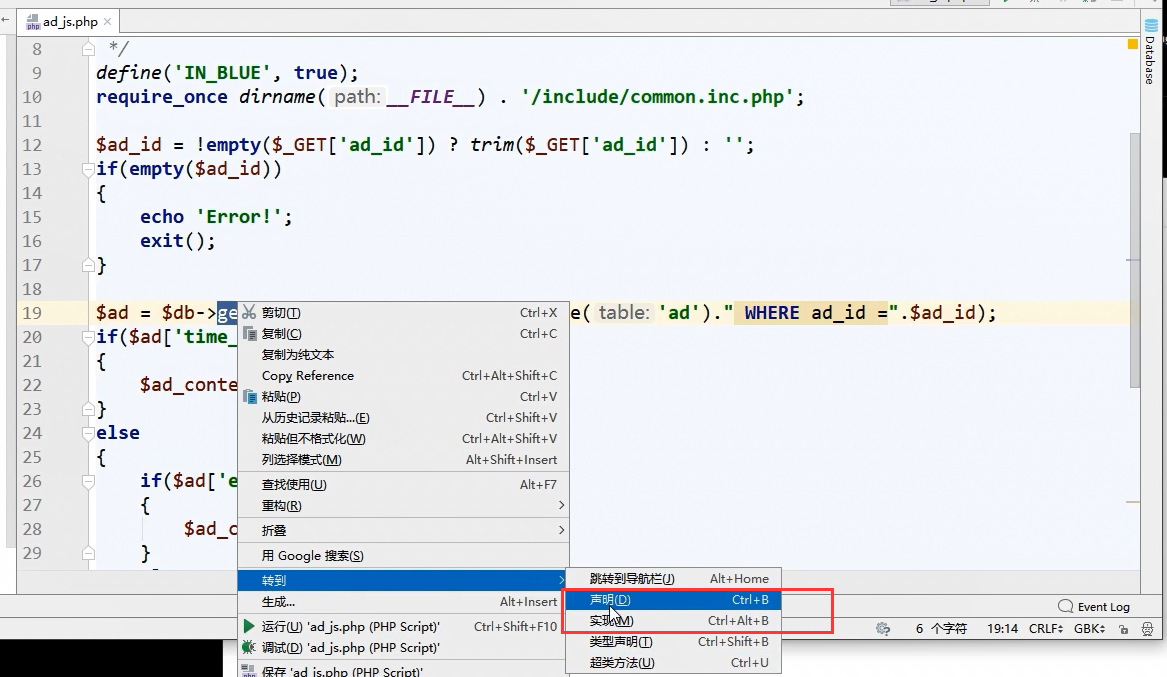 ad_js.php
Database
8 */
9 define('IN_BLUE', true);
10 require_once dirname( path: __FILE__) . '/include/common.inc.php';
11
12 $ad_id = !empty($_GET['ad_id']) ? trim($_GET['ad_id']) : '';
13 if(empty($ad_id))
14 {
15 echo 'Error!';
16 exit();
17 }
18
19 $ad = $db->ge e( table: 'ad')." WHERE ad_id =".$ad_id);
20 if($ad['time_
21 {
22 $ad_conte
23 }
24 else
25 {
26 if($ad['e
27 {
28 $ad_c
29 }
剪切(T) Ctrl+X
复制(C) Ctrl+C
复制为纯文本
Copy Reference Ctrl+Alt+Shift+C
粘贴(P) Ctrl+V
从历史记录粘贴...(E) Ctrl+Shift+V
粘贴但不格式化(W) Ctrl+Alt+Shift+V
列选择模式(M) Alt+Shift+Insert
查找使用(U) Alt+F7
重构(R)
折叠
用 Google 搜索(S)
转到
生成... Alt+Insert
运行(U) 'ad_js.php (PHP Script)' Ctrl+Shift+F10
调试(D) 'ad_js.php (PHP Script)'
保存 'ad_js.php (PHP Script)'
跳转到导航栏(J) Alt+Home
声明(D) Ctrl+B
实现(M) Ctrl+Alt+B
类型声明(T) Ctrl+Shift+B
超类方法(U) Ctrl+U
Event Log
6 个字符 19:14 CRLF GBK